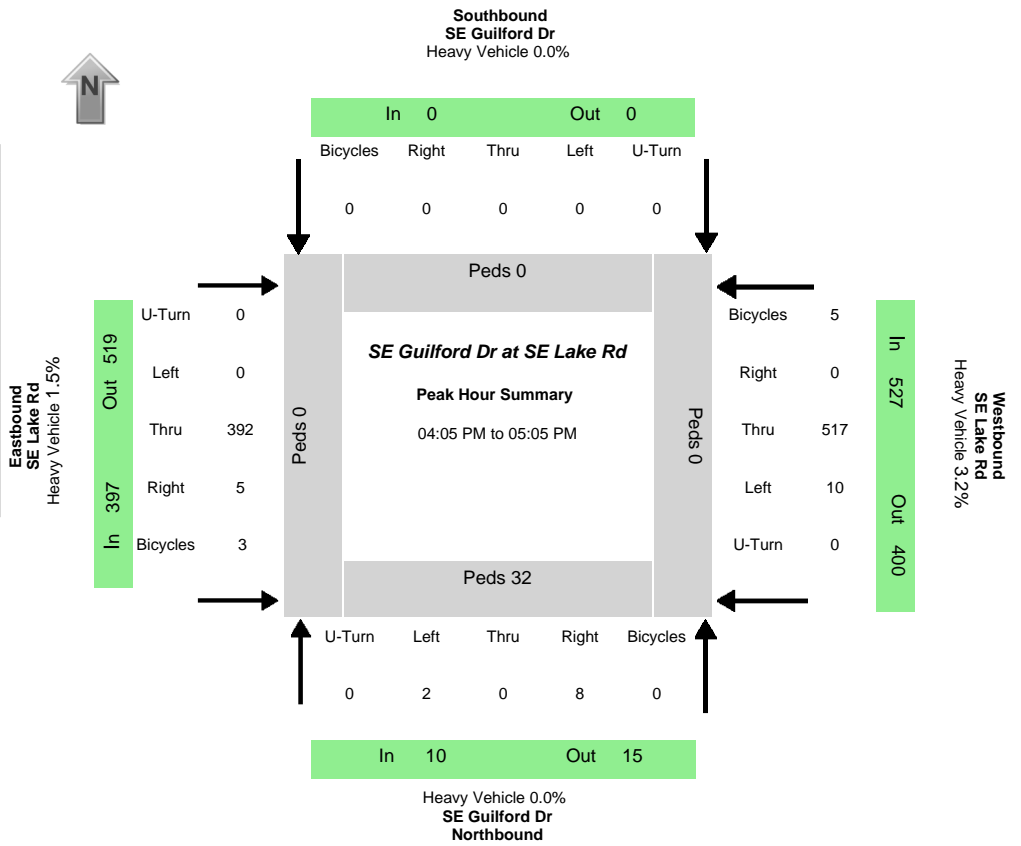 Southbound
SE Guilford Dr
Heavy Vehicle 0.0%
N
In 0 Out 0
Bicycles Right Thru Left U-Turn
0 0 0 0 0
Peds 0
Eastbound
SE Lake Rd
Heavy Vehicle 1.5%
In 397 Out 519
U-Turn 0
Left 0
Thru 392
Right 5
Bicycles 3
Peds 0
SE Guilford Dr at SE Lake Rd
Peak Hour Summary
04:05 PM to 05:05 PM
Peds 0
Bicycles 5
Right 0
Thru 517
Left 10
U-Turn 0
In 527 Out 400
Westbound
SE Lake Rd
Heavy Vehicle 3.2%
Peds 32
U-Turn Left Thru Right Bicycles
0 2 0 8 0
In 10 Out 15
Heavy Vehicle 0.0%
SE Guilford Dr
Northbound